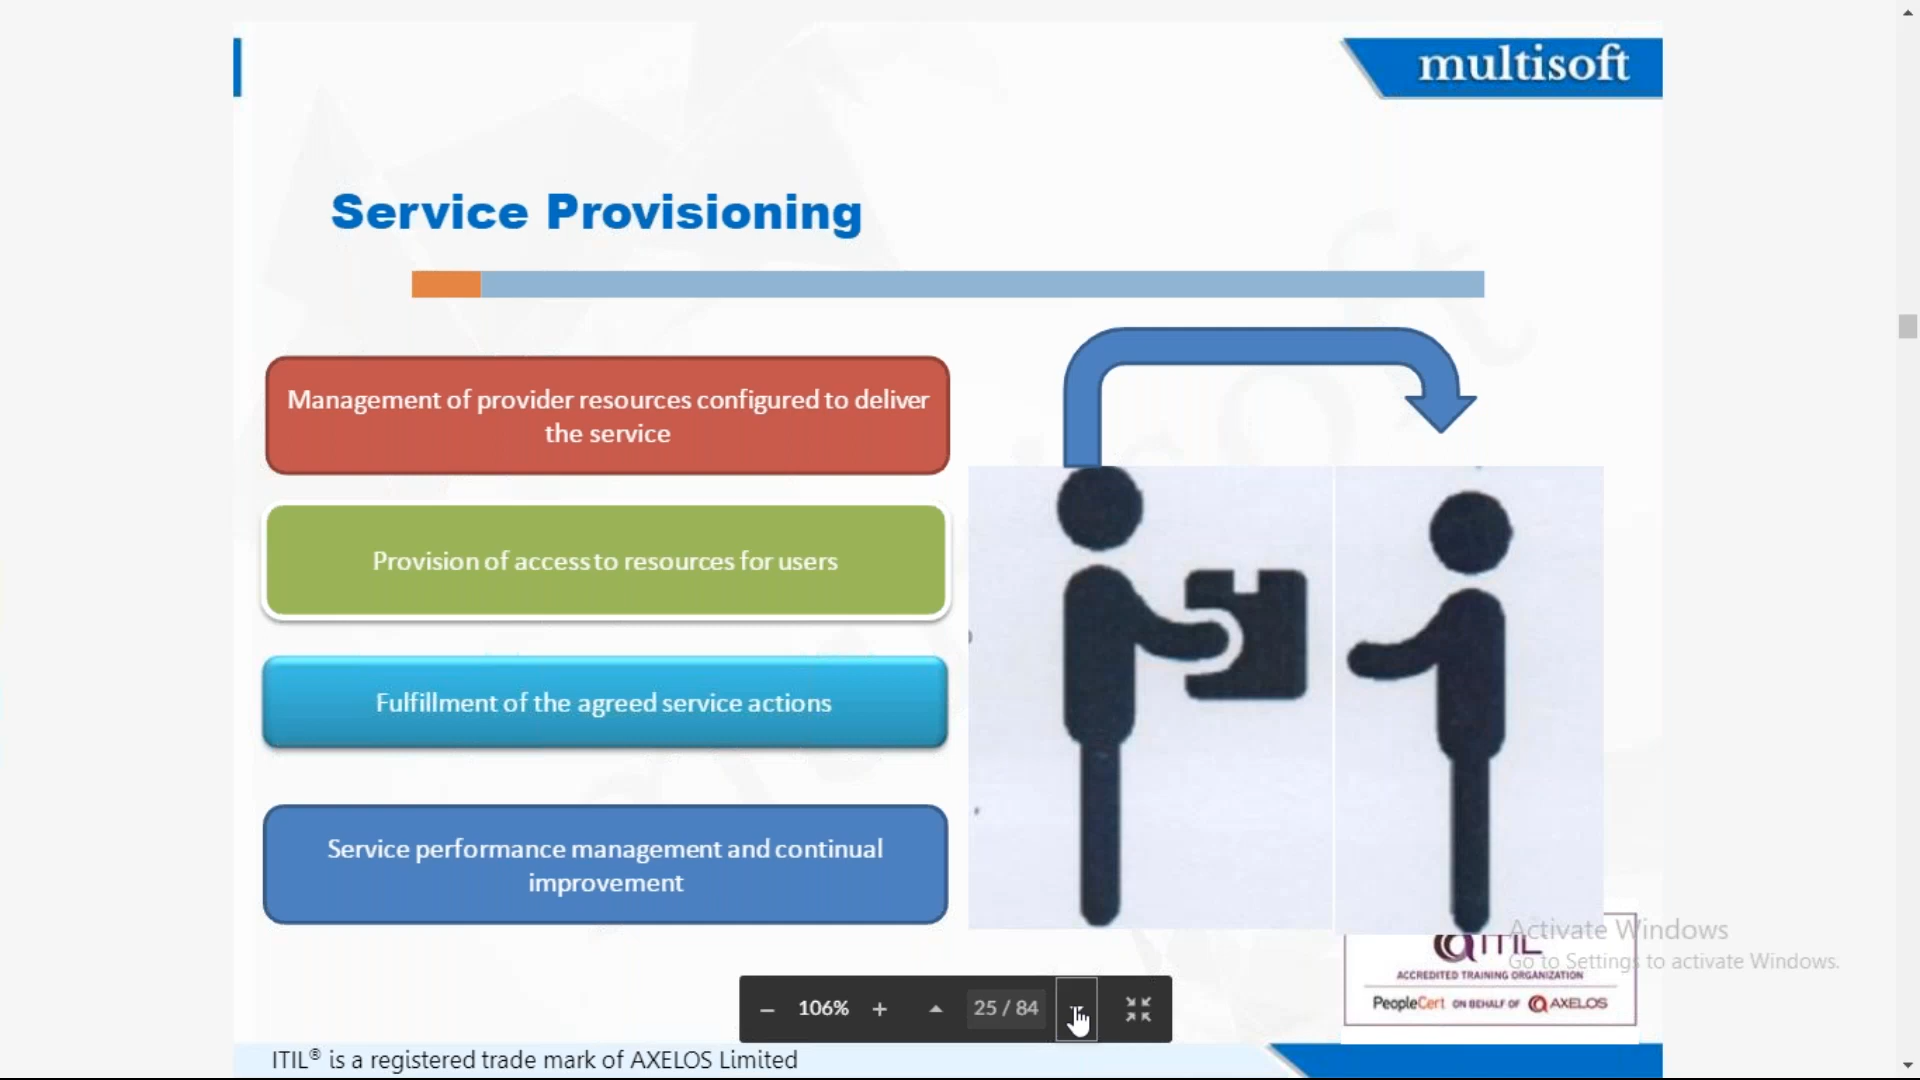 multisoft
Service Provisioning
Management of provider resources configured to deliver
the service
Provision of access to resources for users
Fulfillment of the agreed service actions
Service performance management and continual
improvement
Activate Windows
Go to Settings to activate Windows.
ITIL
ACCREDITED TRAINING ORGANIZATION
PeopleCert ON BEHALF OF AXELOS
106%
25 / 84
ITIL® is a registered trade mark of AXELOS Limited